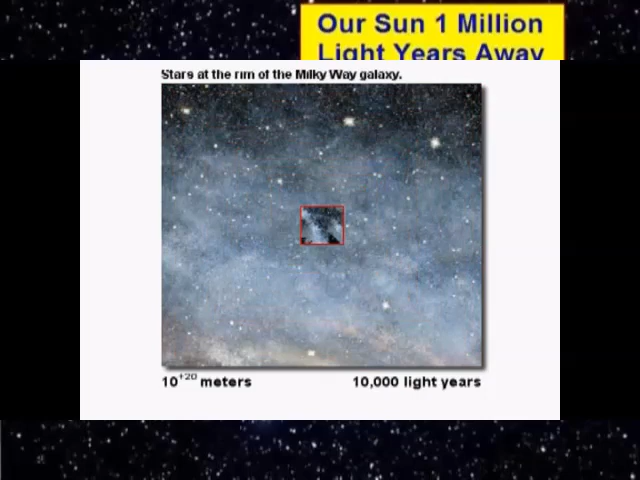 Our Sun 1 Million
Light Years Away
Stars at the rim of the Milky Way galaxy.
10+20 meters
10,000 light years